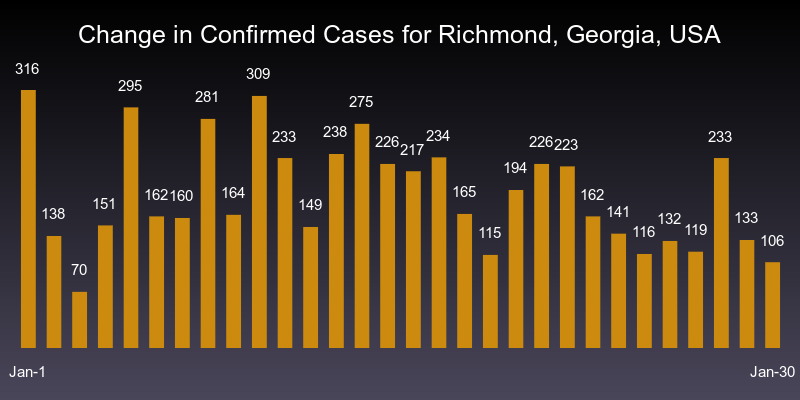 Change in Confirmed Cases for Richmond, Georgia, USA
316 138 70 151 295 162 160 281 164 309 233 149 238 275 226 217 234 165 115 194 226 223 162 141 116 132 119 233 133 106
Jan-1 Jan-30